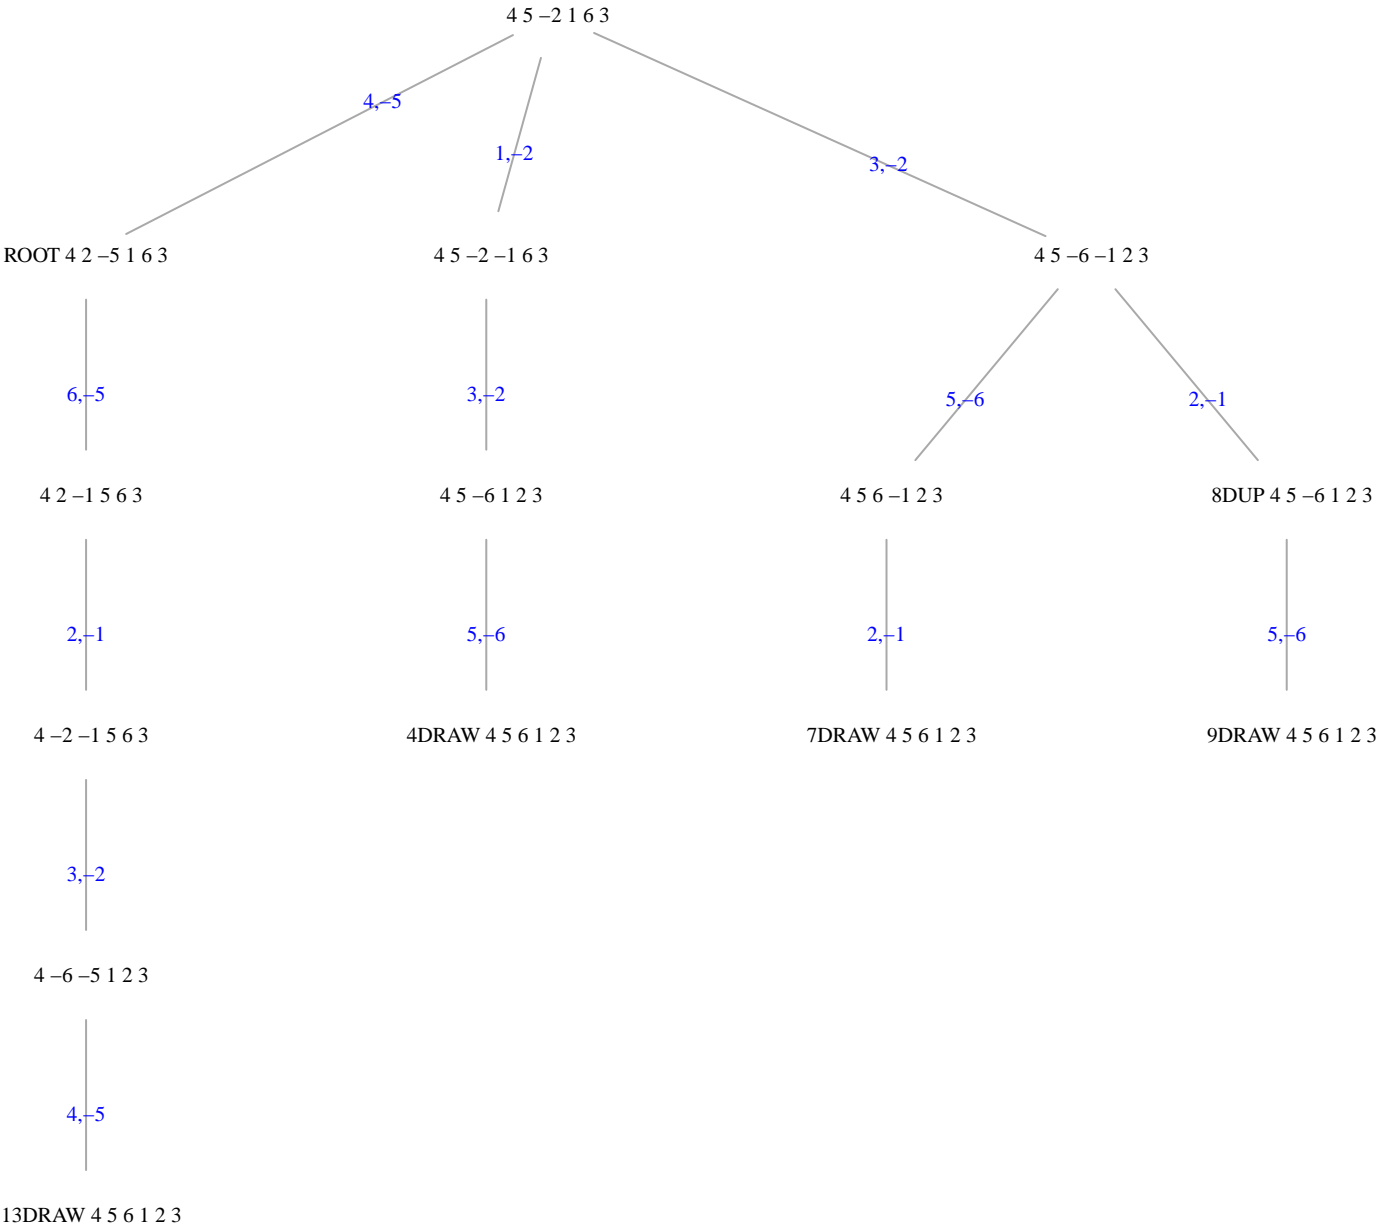 4 5 –2 1 6 3
4,–5
1,–2
3,–2
ROOT 4 2 –5 1 6 3
4 5 –2 –1 6 3
4 5 –6 –1 2 3
6,–5
3,–2
5,–6
2,–1
4 2 –1 5 6 3
4 5 –6 1 2 3
4 5 6 –1 2 3
8DUP 4 5 –6 1 2 3
2,–1
5,–6
2,–1
5,–6
4 –2 –1 5 6 3
4DRAW 4 5 6 1 2 3
7DRAW 4 5 6 1 2 3
9DRAW 4 5 6 1 2 3
3,–2
4 –6 –5 1 2 3
4,–5
13DRAW 4 5 6 1 2 3